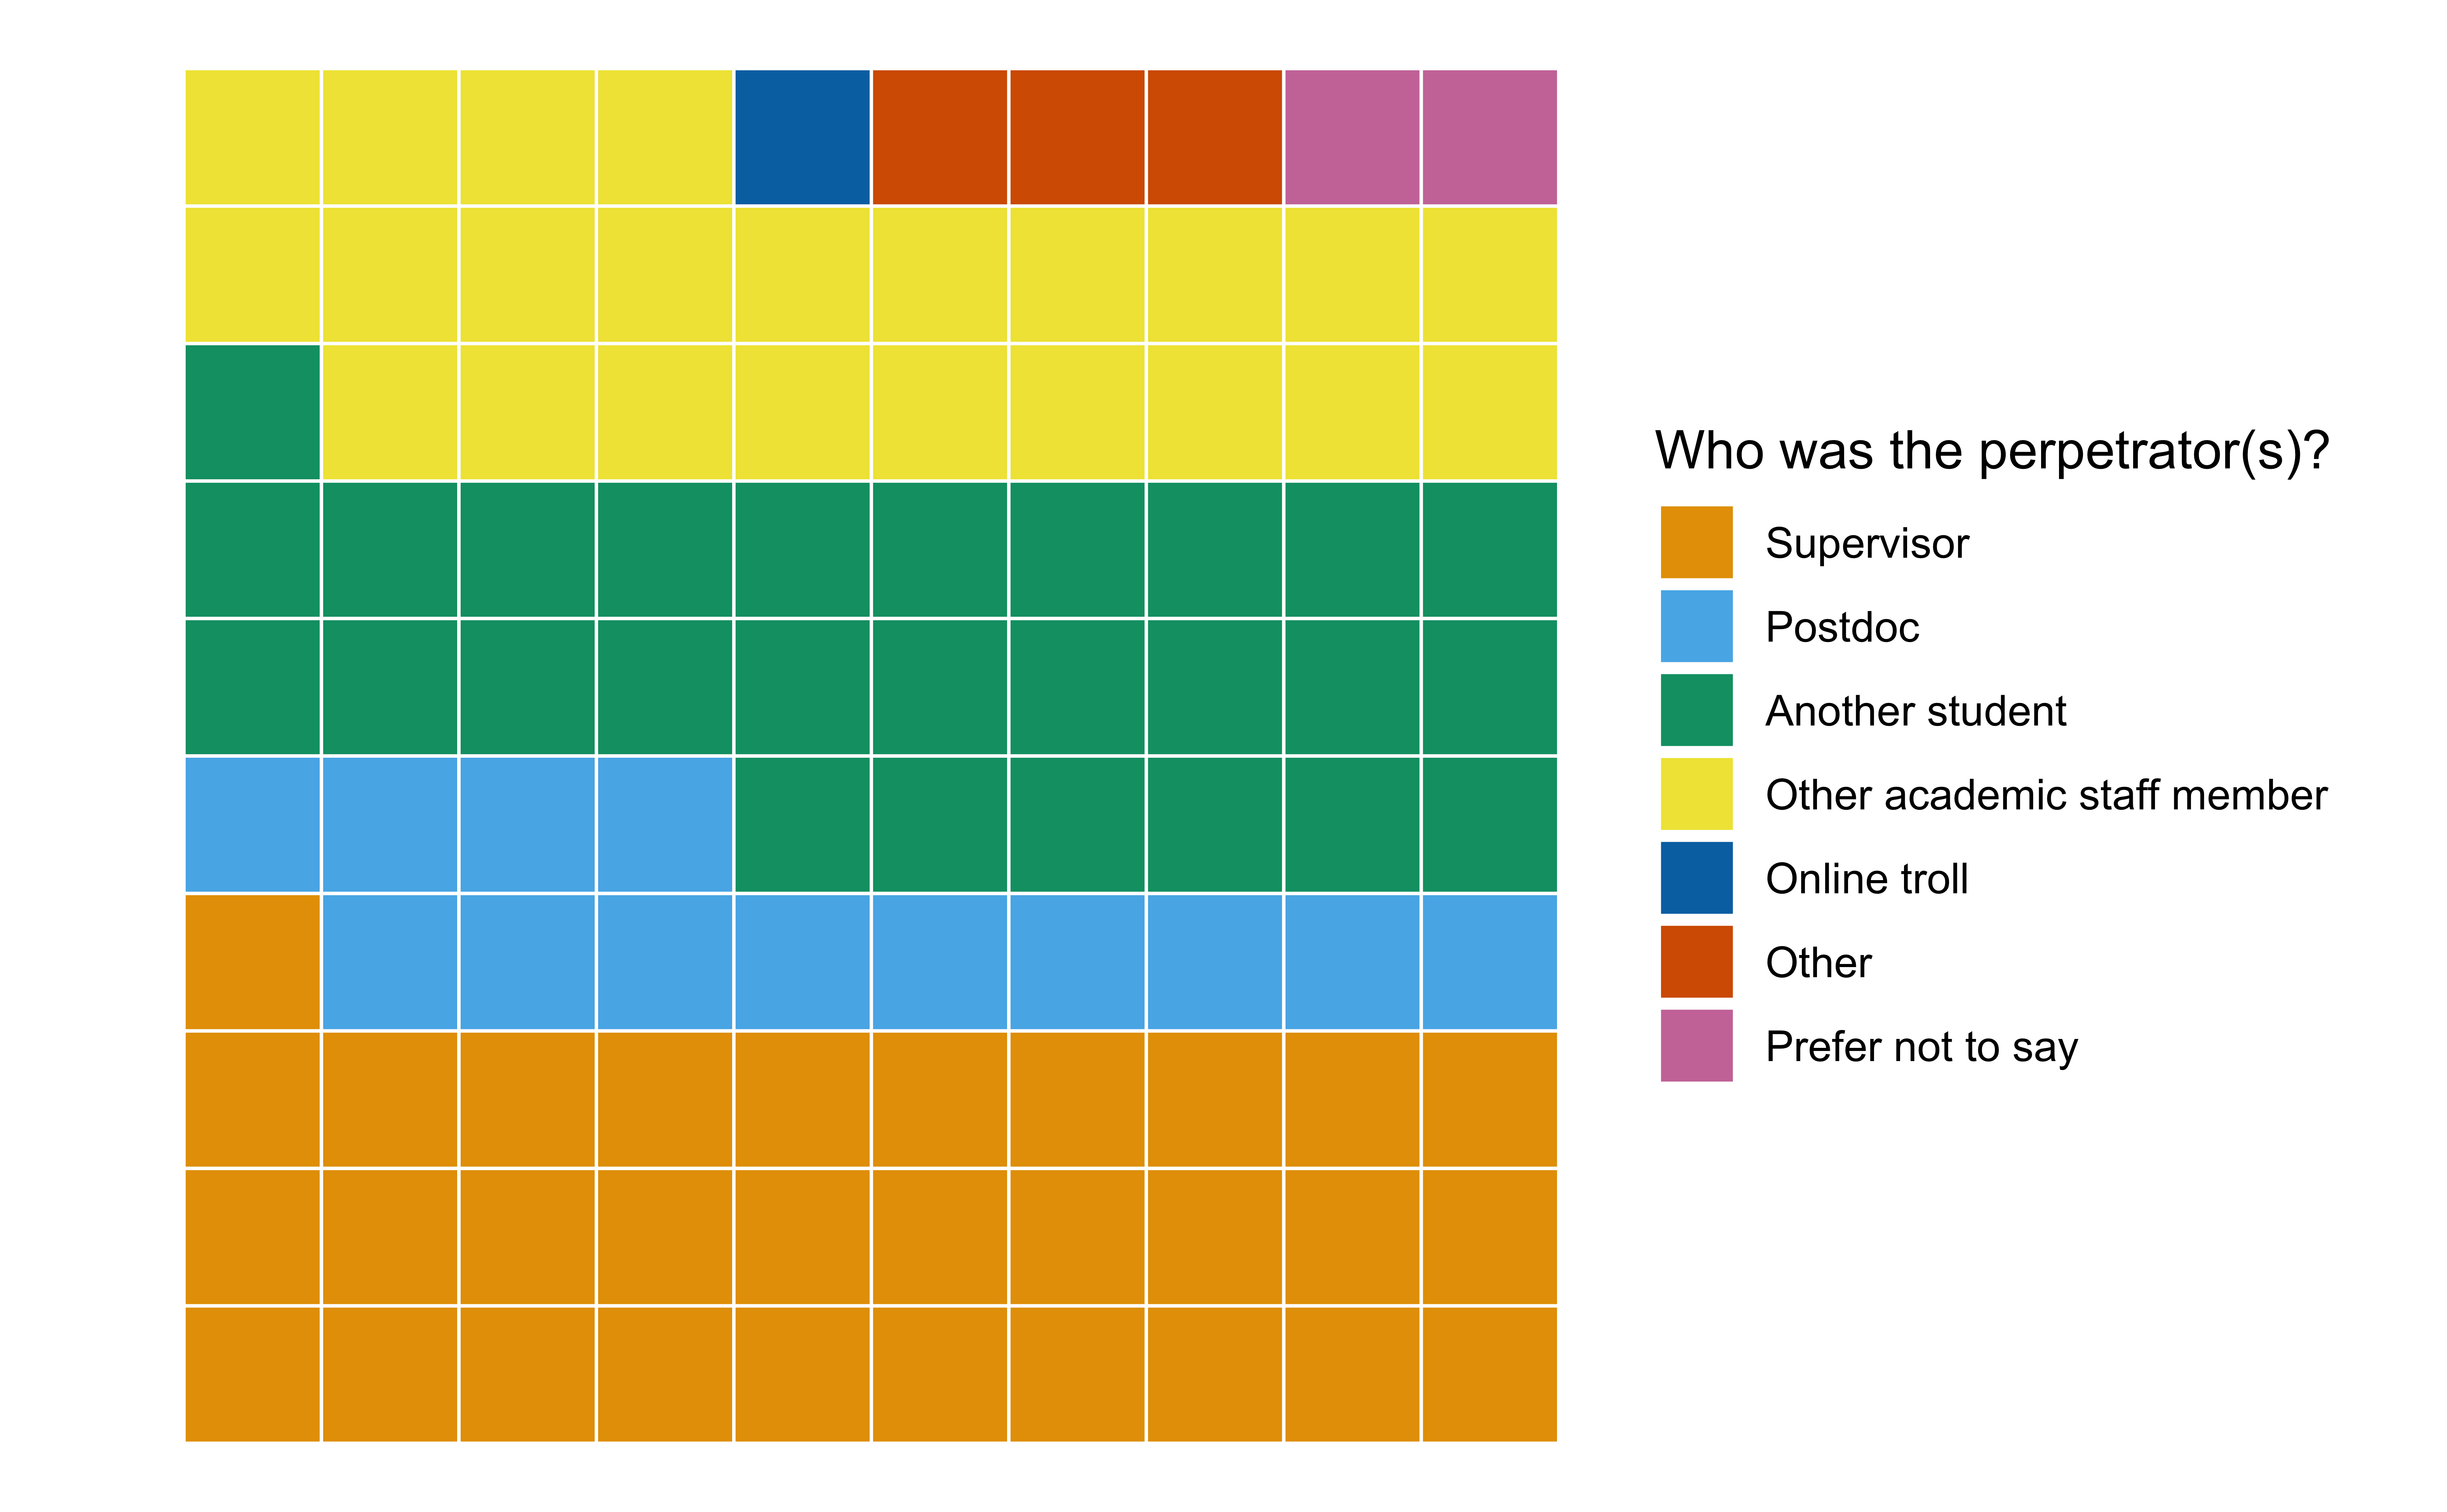 Who was the perpetrator(s)?
Supervisor
Postdoc
Another student
Other academic staff member
Online troll
Other
Prefer not to say